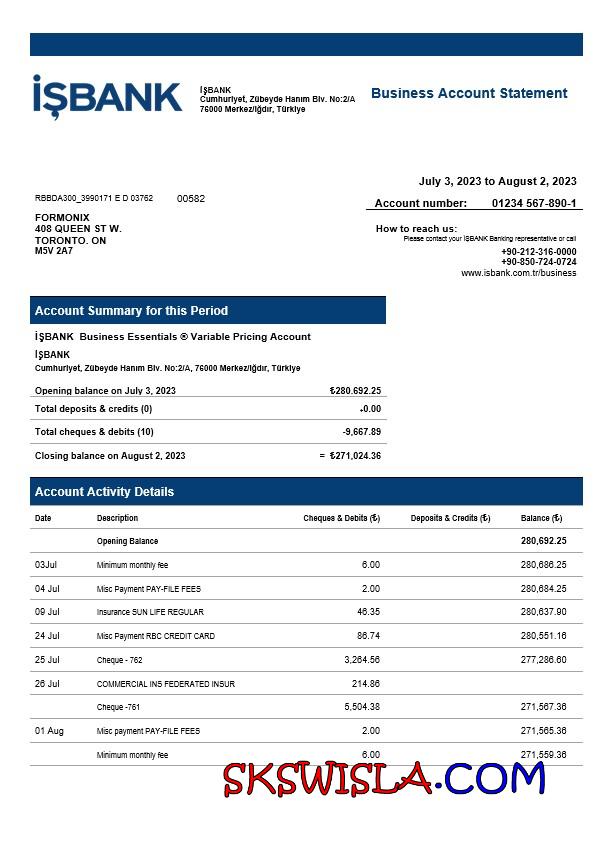 İŞBANK
İŞBANK
Cumhuriyet, Zübeyde Hanım Blv. No:2/A
76000 Merkez/Iğdır, Türkiye
Business Account Statement
July 3, 2023 to August 2, 2023
RBBDA300_3990171 E D 03762 00582
Account number: 01234 567-890-1
FORMONIX
408 QUEEN ST W.
TORONTO. ON
M5V 2A7
How to reach us:
Please contact your İŞBANK Banking representative or call
+90-212-316-0000
+90-850-724-0724
www.isbank.com.tr/business
Account Summary for this Period
İŞBANK Business Essentials ® Variable Pricing Account
İŞBANK
Cumhuriyet, Zübeyde Hanım Blv. No:2/A, 76000 Merkez/Iğdır, Türkiye
Opening balance on July 3, 2023 ₺280,692.25
Total deposits & credits (0) +0.00
Total cheques & debits (10) -9,667.89
Closing balance on August 2, 2023 = ₺271,024.36
Account Activity Details
Date Description Cheques & Debits (₺) Deposits & Credits (₺) Balance (₺)
Opening Balance 280,692.25
03Jul Minimum monthly fee 6.00 280,686.25
04 Jul Misc Payment PAY-FILE FEES 2.00 280,684.25
09 Jul Insurance SUN LIFE REGULAR 46.35 280,637.90
24 Jul Misc Payment RBC CREDIT CARD 86.74 280,551.16
25 Jul Cheque - 762 3,264.56 277,286.60
26 Jul COMMERCIAL INS FEDERATED INSUR 214.86
Cheque -761 5,504.38 271,567.36
01 Aug Misc payment PAY-FILE FEES 2.00 271,565.36
Minimum monthly fee 6.00 271,559.36
SKSWISLA.COM